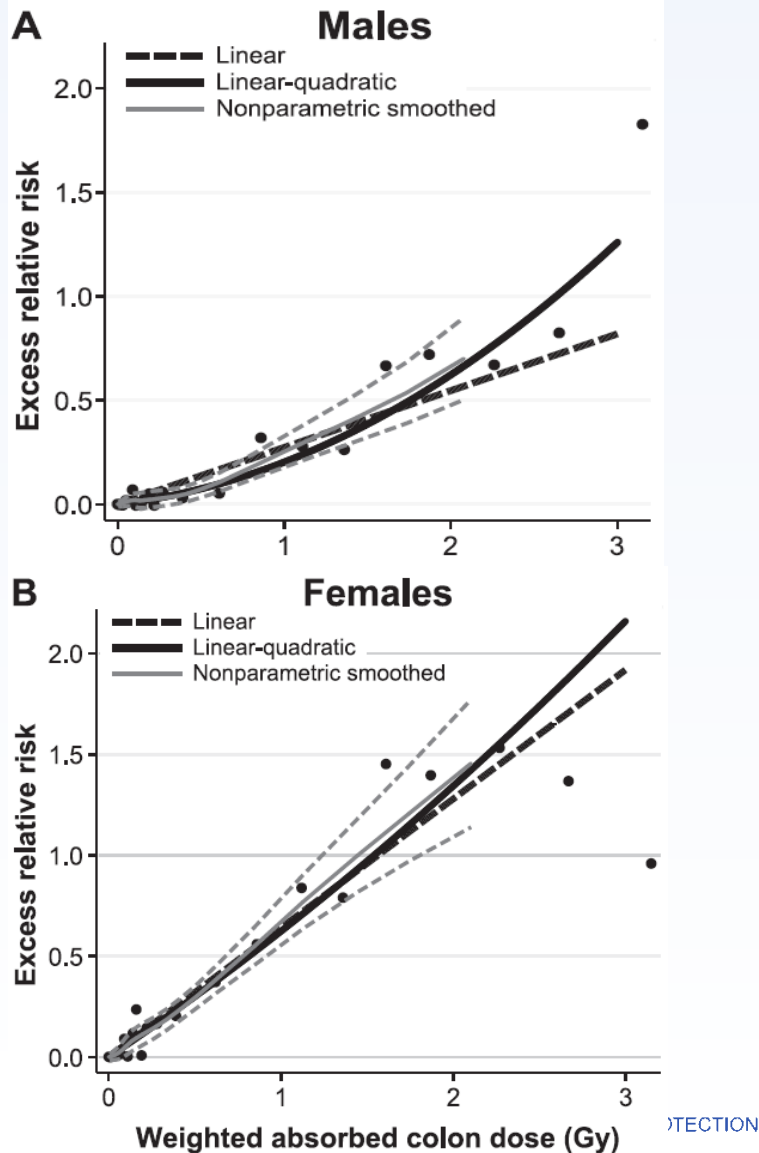 A Males
Linear
Linear-quadratic
Nonparametric smoothed
2.0
1.5
1.0
0.5
0.0
Excess relative risk
0 1 2 3
B Females
Linear
Linear-quadratic
Nonparametric smoothed
2.0
1.5
1.0
0.5
0.0
Excess relative risk
0 1 2 3
Weighted absorbed colon dose (Gy)